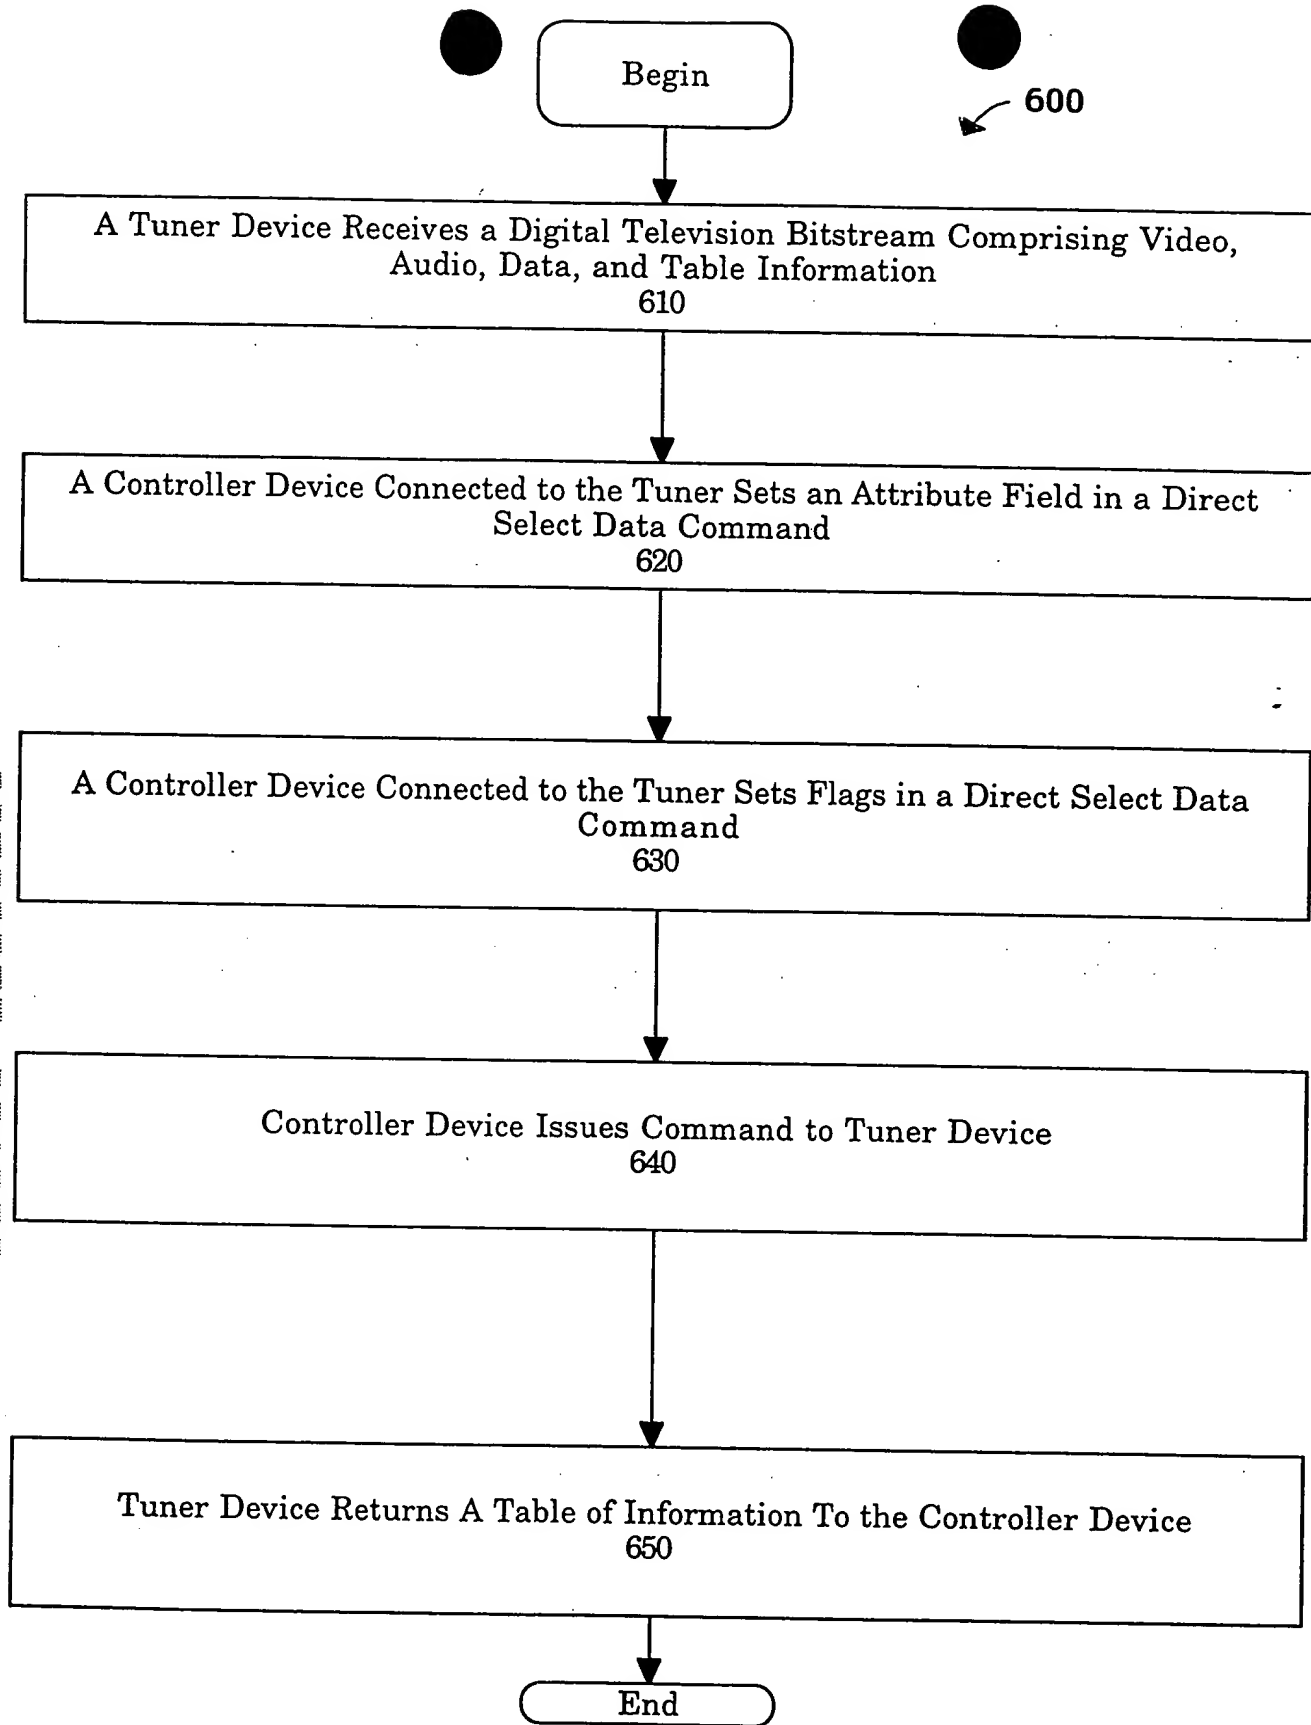 Begin
600
A Tuner Device Receives a Digital Television Bitstream Comprising Video,
Audio, Data, and Table Information
610
A Controller Device Connected to the Tuner Sets an Attribute Field in a Direct
Select Data Command
620
A Controller Device Connected to the Tuner Sets Flags in a Direct Select Data
Command
630
Controller Device Issues Command to Tuner Device
640
Tuner Device Returns A Table of Information To the Controller Device
650
End